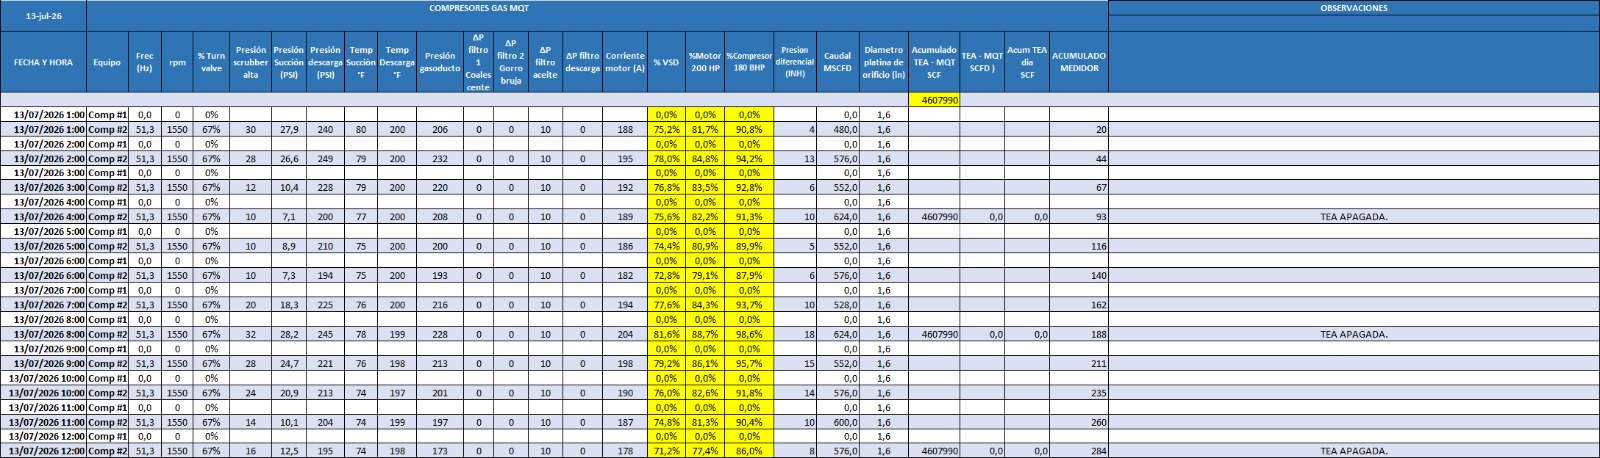 13-jul-26 COMPRESORES GAS MQT OBSERVACIONES
FECHA Y HORA Equipo Frec (Hz) rpm % Turn valve Presión scrubber alta Presión Succión (PSI) Presión descarga (PSI) Temp Succiòn °F Temp Descarga °F Presión gasoducto ΔP filtro 1 Coales cente ΔP filtro 2 Gorro bruja ΔP filtro aceite ΔP filtro descarga Corriente motor (A) % VSD %Motor 200 HP %Compresor 180 BHP Presion diferencial (INH) Caudal MSCFD Diametro platina de orificio (in) Acumulado TEA - MQT SCF TEA - MQT SCFD ) Acum TEA dia SCF ACUMULADO MEDIDOR
4607990
13/07/2026 1:00 Comp #1 0,0 0 0% 0,0% 0,0% 0,0% 0,0 1,6
13/07/2026 1:00 Comp #2 51,3 1550 67% 30 27,9 240 80 200 206 0 0 10 0 188 75,2% 81,7% 90,8% 4 480,0 1,6 20
13/07/2026 2:00 Comp #1 0,0 0 0% 0,0% 0,0% 0,0% 0,0 1,6
13/07/2026 2:00 Comp #2 51,3 1550 67% 28 26,6 249 79 200 232 0 0 10 0 195 78,0% 84,8% 94,2% 13 576,0 1,6 44
13/07/2026 3:00 Comp #1 0,0 0 0% 0,0% 0,0% 0,0% 0,0 1,6
13/07/2026 3:00 Comp #2 51,3 1550 67% 12 10,4 228 79 200 220 0 0 10 0 192 76,8% 83,5% 92,8% 6 552,0 1,6 67
13/07/2026 4:00 Comp #1 0,0 0 0% 0,0% 0,0% 0,0% 0,0 1,6
13/07/2026 4:00 Comp #2 51,3 1550 67% 10 7,1 200 77 200 208 0 0 10 0 189 75,6% 82,2% 91,3% 10 624,0 1,6 4607990 0,0 0,0 93 TEA APAGADA.
13/07/2026 5:00 Comp #1 0,0 0 0% 0,0% 0,0% 0,0% 0,0 1,6
13/07/2026 5:00 Comp #2 51,3 1550 67% 10 8,9 210 75 200 200 0 0 10 0 186 74,4% 80,9% 89,9% 5 552,0 1,6 116
13/07/2026 6:00 Comp #1 0,0 0 0% 0,0% 0,0% 0,0% 0,0 1,6
13/07/2026 6:00 Comp #2 51,3 1550 67% 10 7,3 194 75 200 193 0 0 10 0 182 72,8% 79,1% 87,9% 6 576,0 1,6 140
13/07/2026 7:00 Comp #1 0,0 0 0% 0,0% 0,0% 0,0% 0,0 1,6
13/07/2026 7:00 Comp #2 51,3 1550 67% 20 18,3 225 76 200 216 0 0 10 0 194 77,6% 84,3% 93,7% 10 528,0 1,6 162
13/07/2026 8:00 Comp #1 0,0 0 0% 0,0% 0,0% 0,0% 0,0 1,6
13/07/2026 8:00 Comp #2 51,3 1550 67% 32 28,2 245 78 199 228 0 0 10 0 204 81,6% 88,7% 98,6% 18 624,0 1,6 4607990 0,0 0,0 188 TEA APAGADA.
13/07/2026 9:00 Comp #1 0,0 0 0% 0,0% 0,0% 0,0% 0,0 1,6
13/07/2026 9:00 Comp #2 51,3 1550 67% 28 24,7 221 76 198 213 0 0 10 0 198 79,2% 86,1% 95,7% 15 552,0 1,6 211
13/07/2026 10:00 Comp #1 0,0 0 0% 0,0% 0,0% 0,0% 0,0 1,6
13/07/2026 10:00 Comp #2 51,3 1550 67% 24 20,9 213 74 197 201 0 0 10 0 190 76,0% 82,6% 91,8% 14 576,0 1,6 235
13/07/2026 11:00 Comp #1 0,0 0 0% 0,0% 0,0% 0,0% 0,0 1,6
13/07/2026 11:00 Comp #2 51,3 1550 67% 14 10,1 204 74 199 197 0 0 10 0 187 74,8% 81,3% 90,4% 10 600,0 1,6 260
13/07/2026 12:00 Comp #1 0,0 0 0% 0,0% 0,0% 0,0% 0,0 1,6
13/07/2026 12:00 Comp #2 51,3 1550 67% 16 12,5 195 74 198 173 0 0 10 0 178 71,2% 77,4% 86,0% 8 576,0 1,6 4607990 0,0 0,0 284 TEA APAGADA.